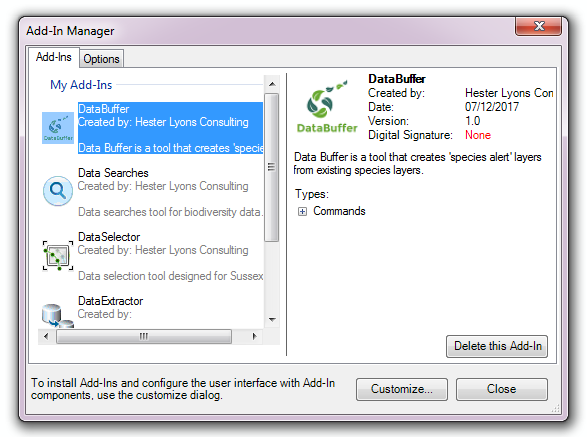 Add-In Manager
Add-Ins
Options
My Add-Ins
DataBuffer
DataBuffer
Created by: Hester Lyons Consulting
Data Buffer is a tool that creates 'specie
Data Searches
Created by: Hester Lyons Consulting
Data searches tool for biodiversity data.
DataSelector
Created by: Hester Lyons Consulting
Data selection tool designed for Sussex
DataExtractor
Created by:
DataBuffer
DataBuffer
Created by: Hester Lyons Con
Date: 07/12/2017
Version: 1.0
Digital Signature: None
Data Buffer is a tool that creates 'species alert' layers
from existing species layers.
Types:
Commands
Delete this Add-In
To install Add-Ins and configure the user interface with Add-In
components, use the customize dialog.
Customize...
Close